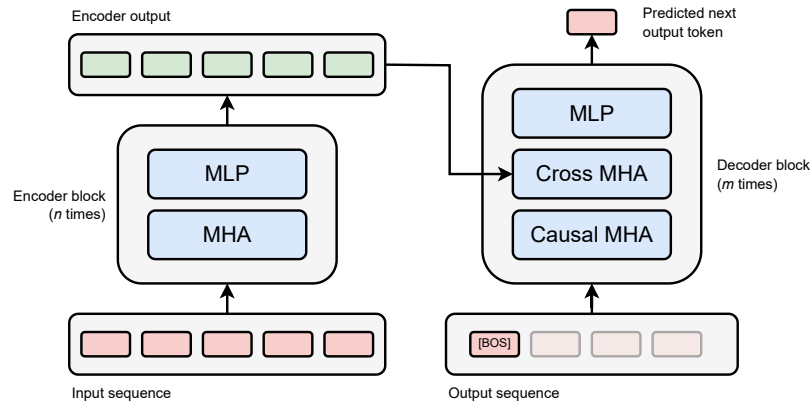 Encoder output
Predicted next
output token
MLP
MHA
Encoder block
(n times)
MLP
Cross MHA
Causal MHA
Decoder block
(m times)
[BOS]
Input sequence
Output sequence